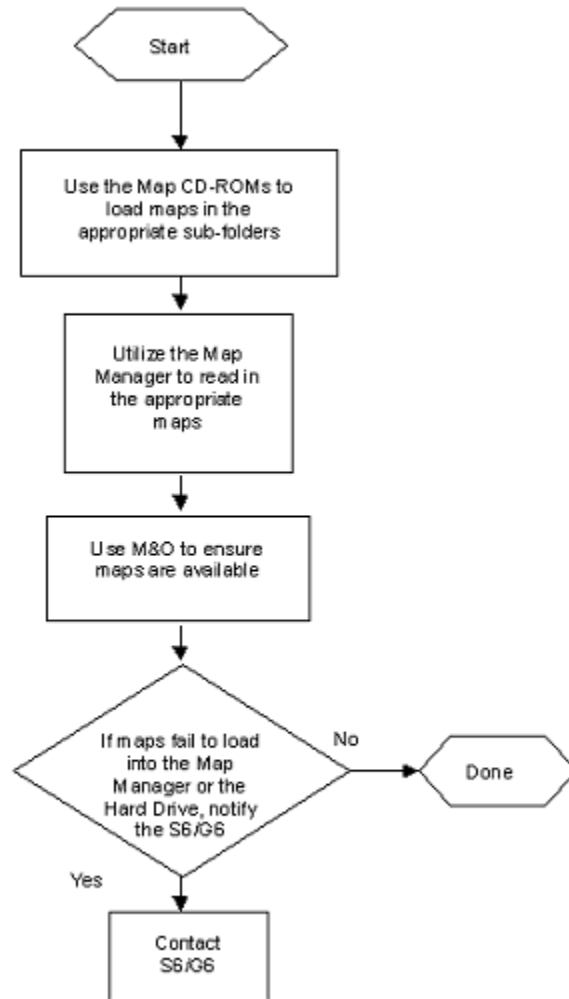 Start
Use the Map CD-ROMs to
load maps in the
appropriate sub-folders
Utilize the Map
Manager to read in
the appropriate
maps
Use M&O to ensure
maps are available
If maps fail to load
into the Map
Manager or the
Hard Drive, notify
the S6/G6
No
Done
Yes
Contact
S6/G6